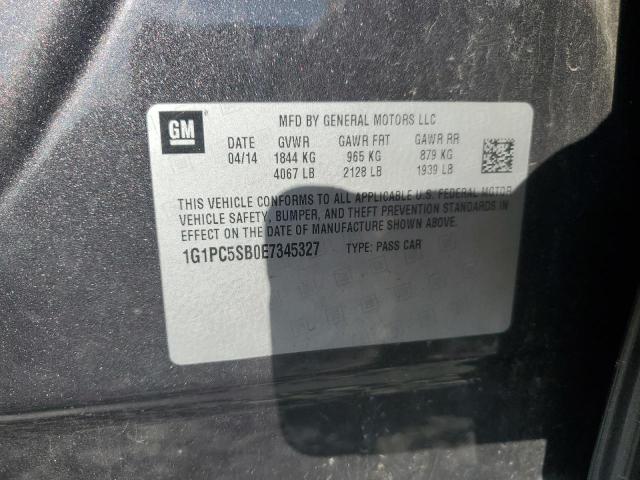 GM
MFD BY GENERAL MOTORS LLC
DATE GVWR GAWR FRT GAWR RR
04/14 1844 KG 965 KG 879 KG
4067 LB 2128 LB 1939 LB
THIS VEHICLE CONFORMS TO ALL APPLICABLE U.S. FEDERAL MOTOR
VEHICLE SAFETY, BUMPER, AND THEFT PREVENTION STANDARDS IN
EFFECT ON THE DATE OF MANUFACTURE SHOWN ABOVE.
1G1PC5SB0E7345327 TYPE: PASS CAR